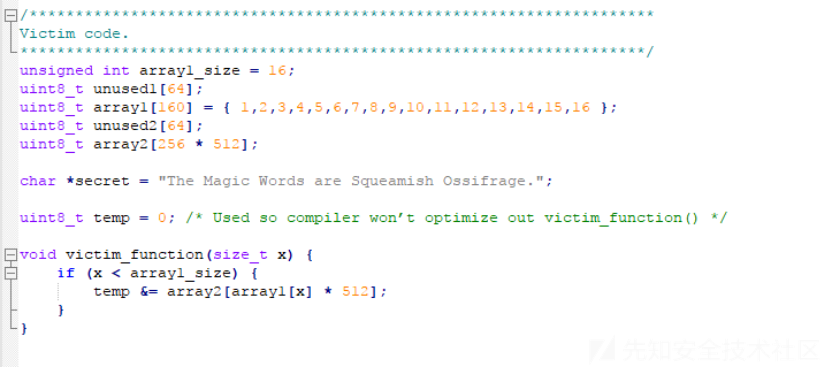 /*********************************************************************
Victim code.
*********************************************************************/
unsigned int array1_size = 16;
uint8_t unused1[64];
uint8_t array1[160] = { 1,2,3,4,5,6,7,8,9,10,11,12,13,14,15,16 };
uint8_t unused2[64];
uint8_t array2[256 * 512];
char *secret = "The Magic Words are Squeamish Ossifrage.";
uint8_t temp = 0; /* Used so compiler won’t optimize out victim_function() */
void victim_function(size_t x) {
if (x < array1_size) {
temp &= array2[array1[x] * 512];
}
}
先知安全技术社区